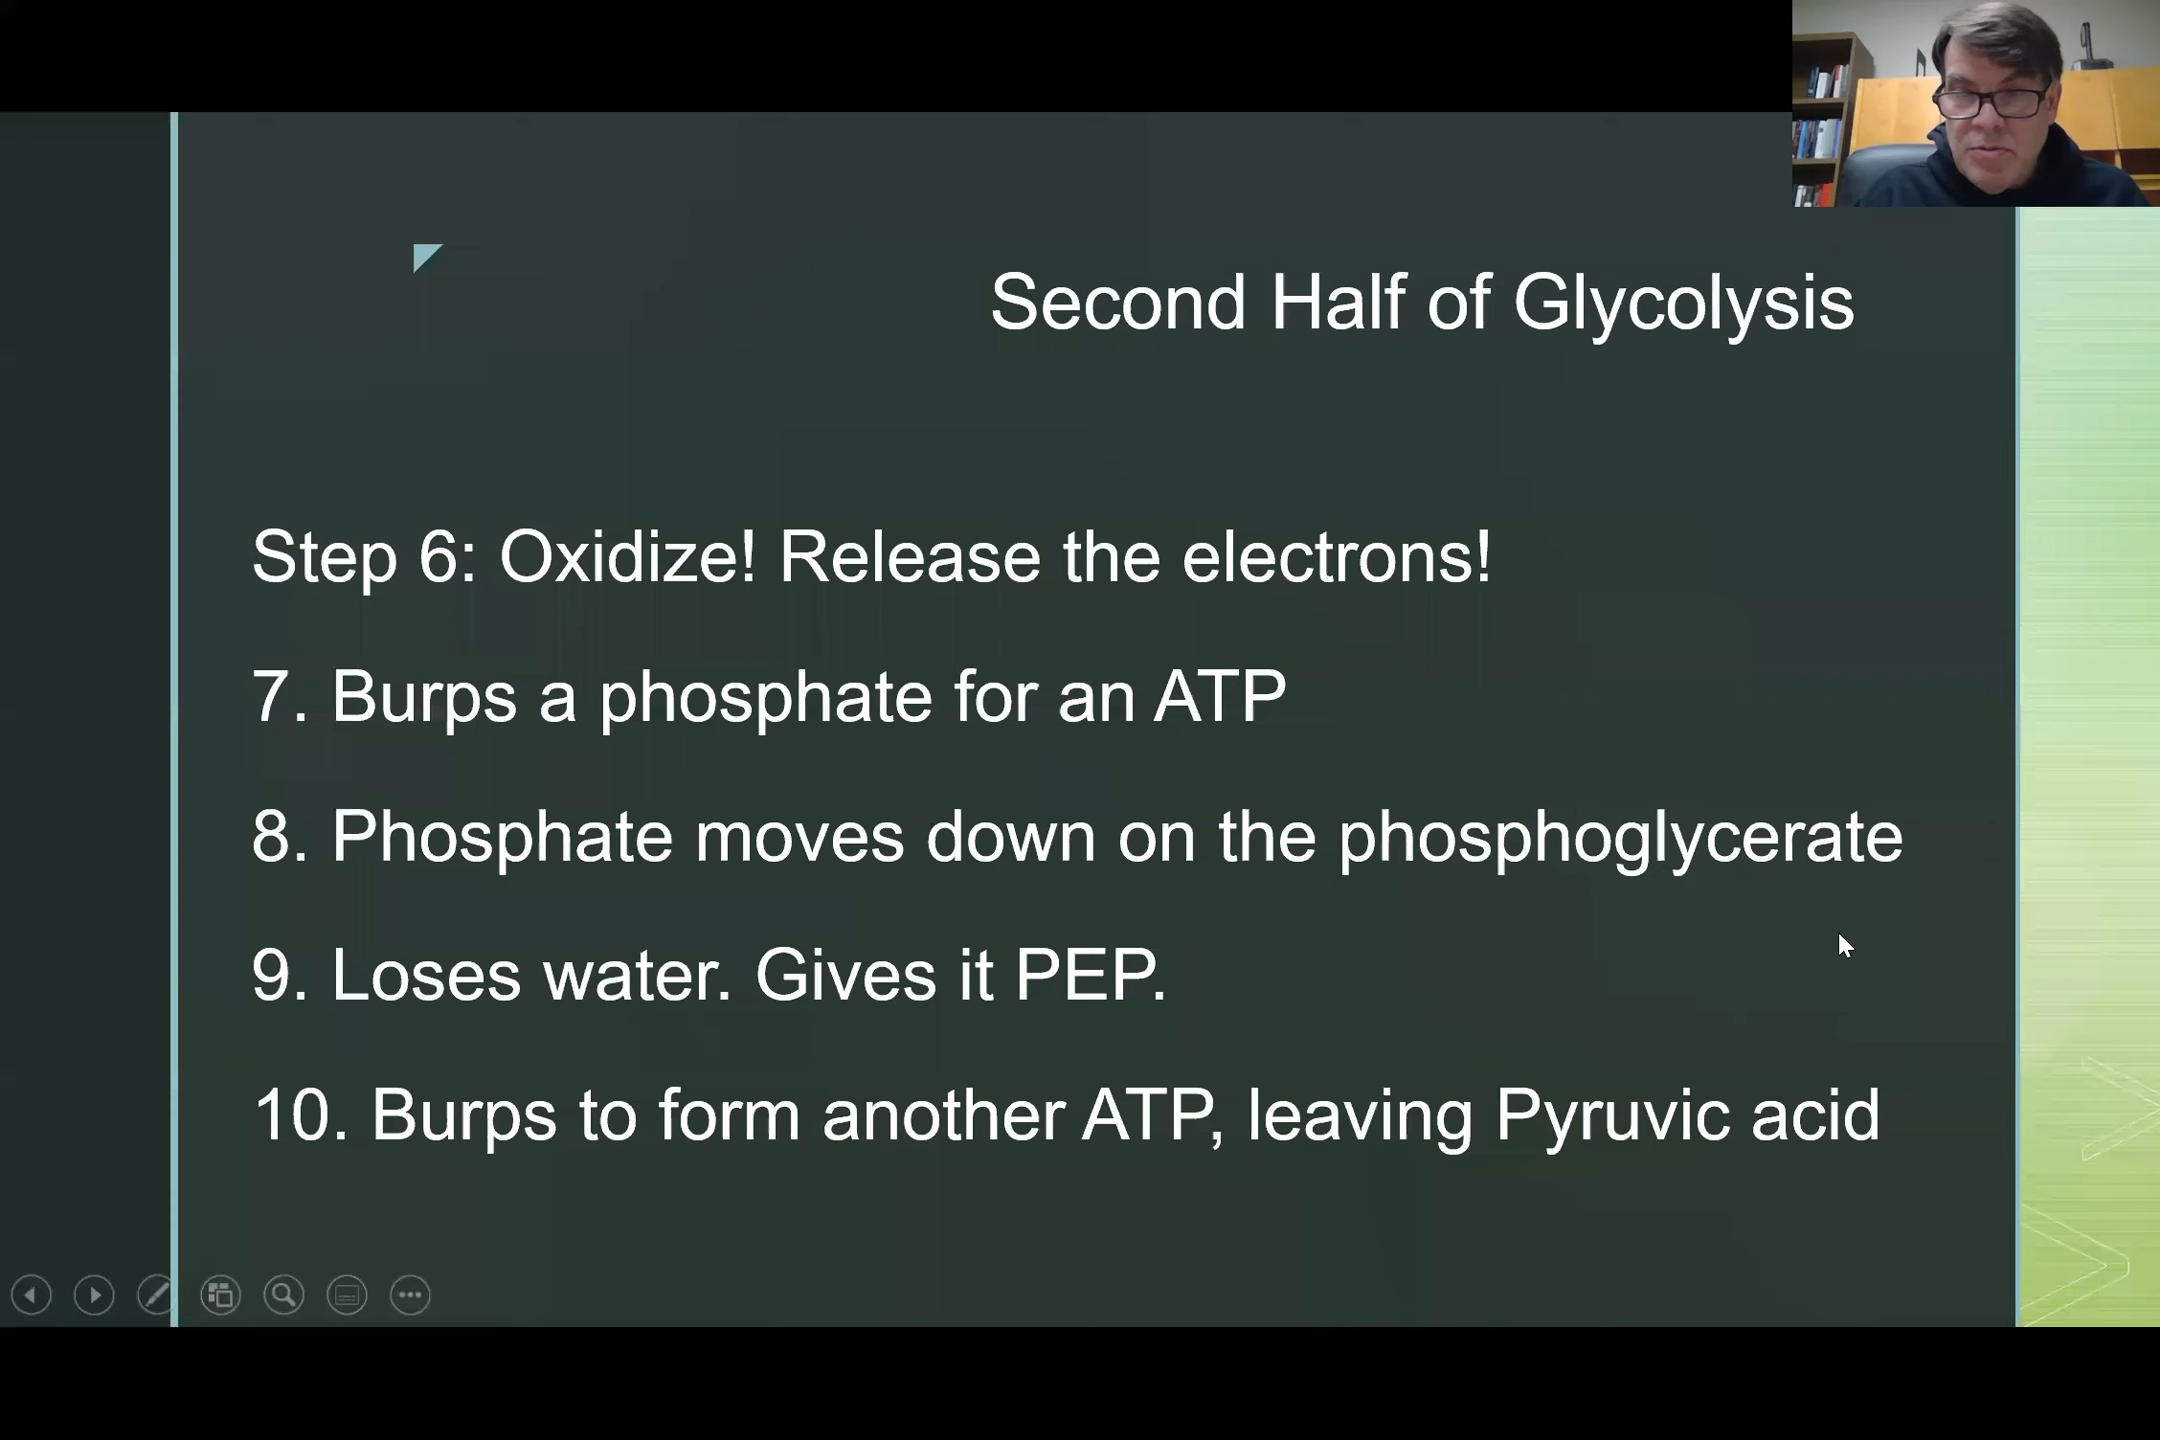 Second Half of Glycolysis
Step 6: Oxidize! Release the electrons!
7. Burps a phosphate for an ATP
8. Phosphate moves down on the phosphoglycerate
9. Loses water. Gives it PEP.
10. Burps to form another ATP, leaving Pyruvic acid